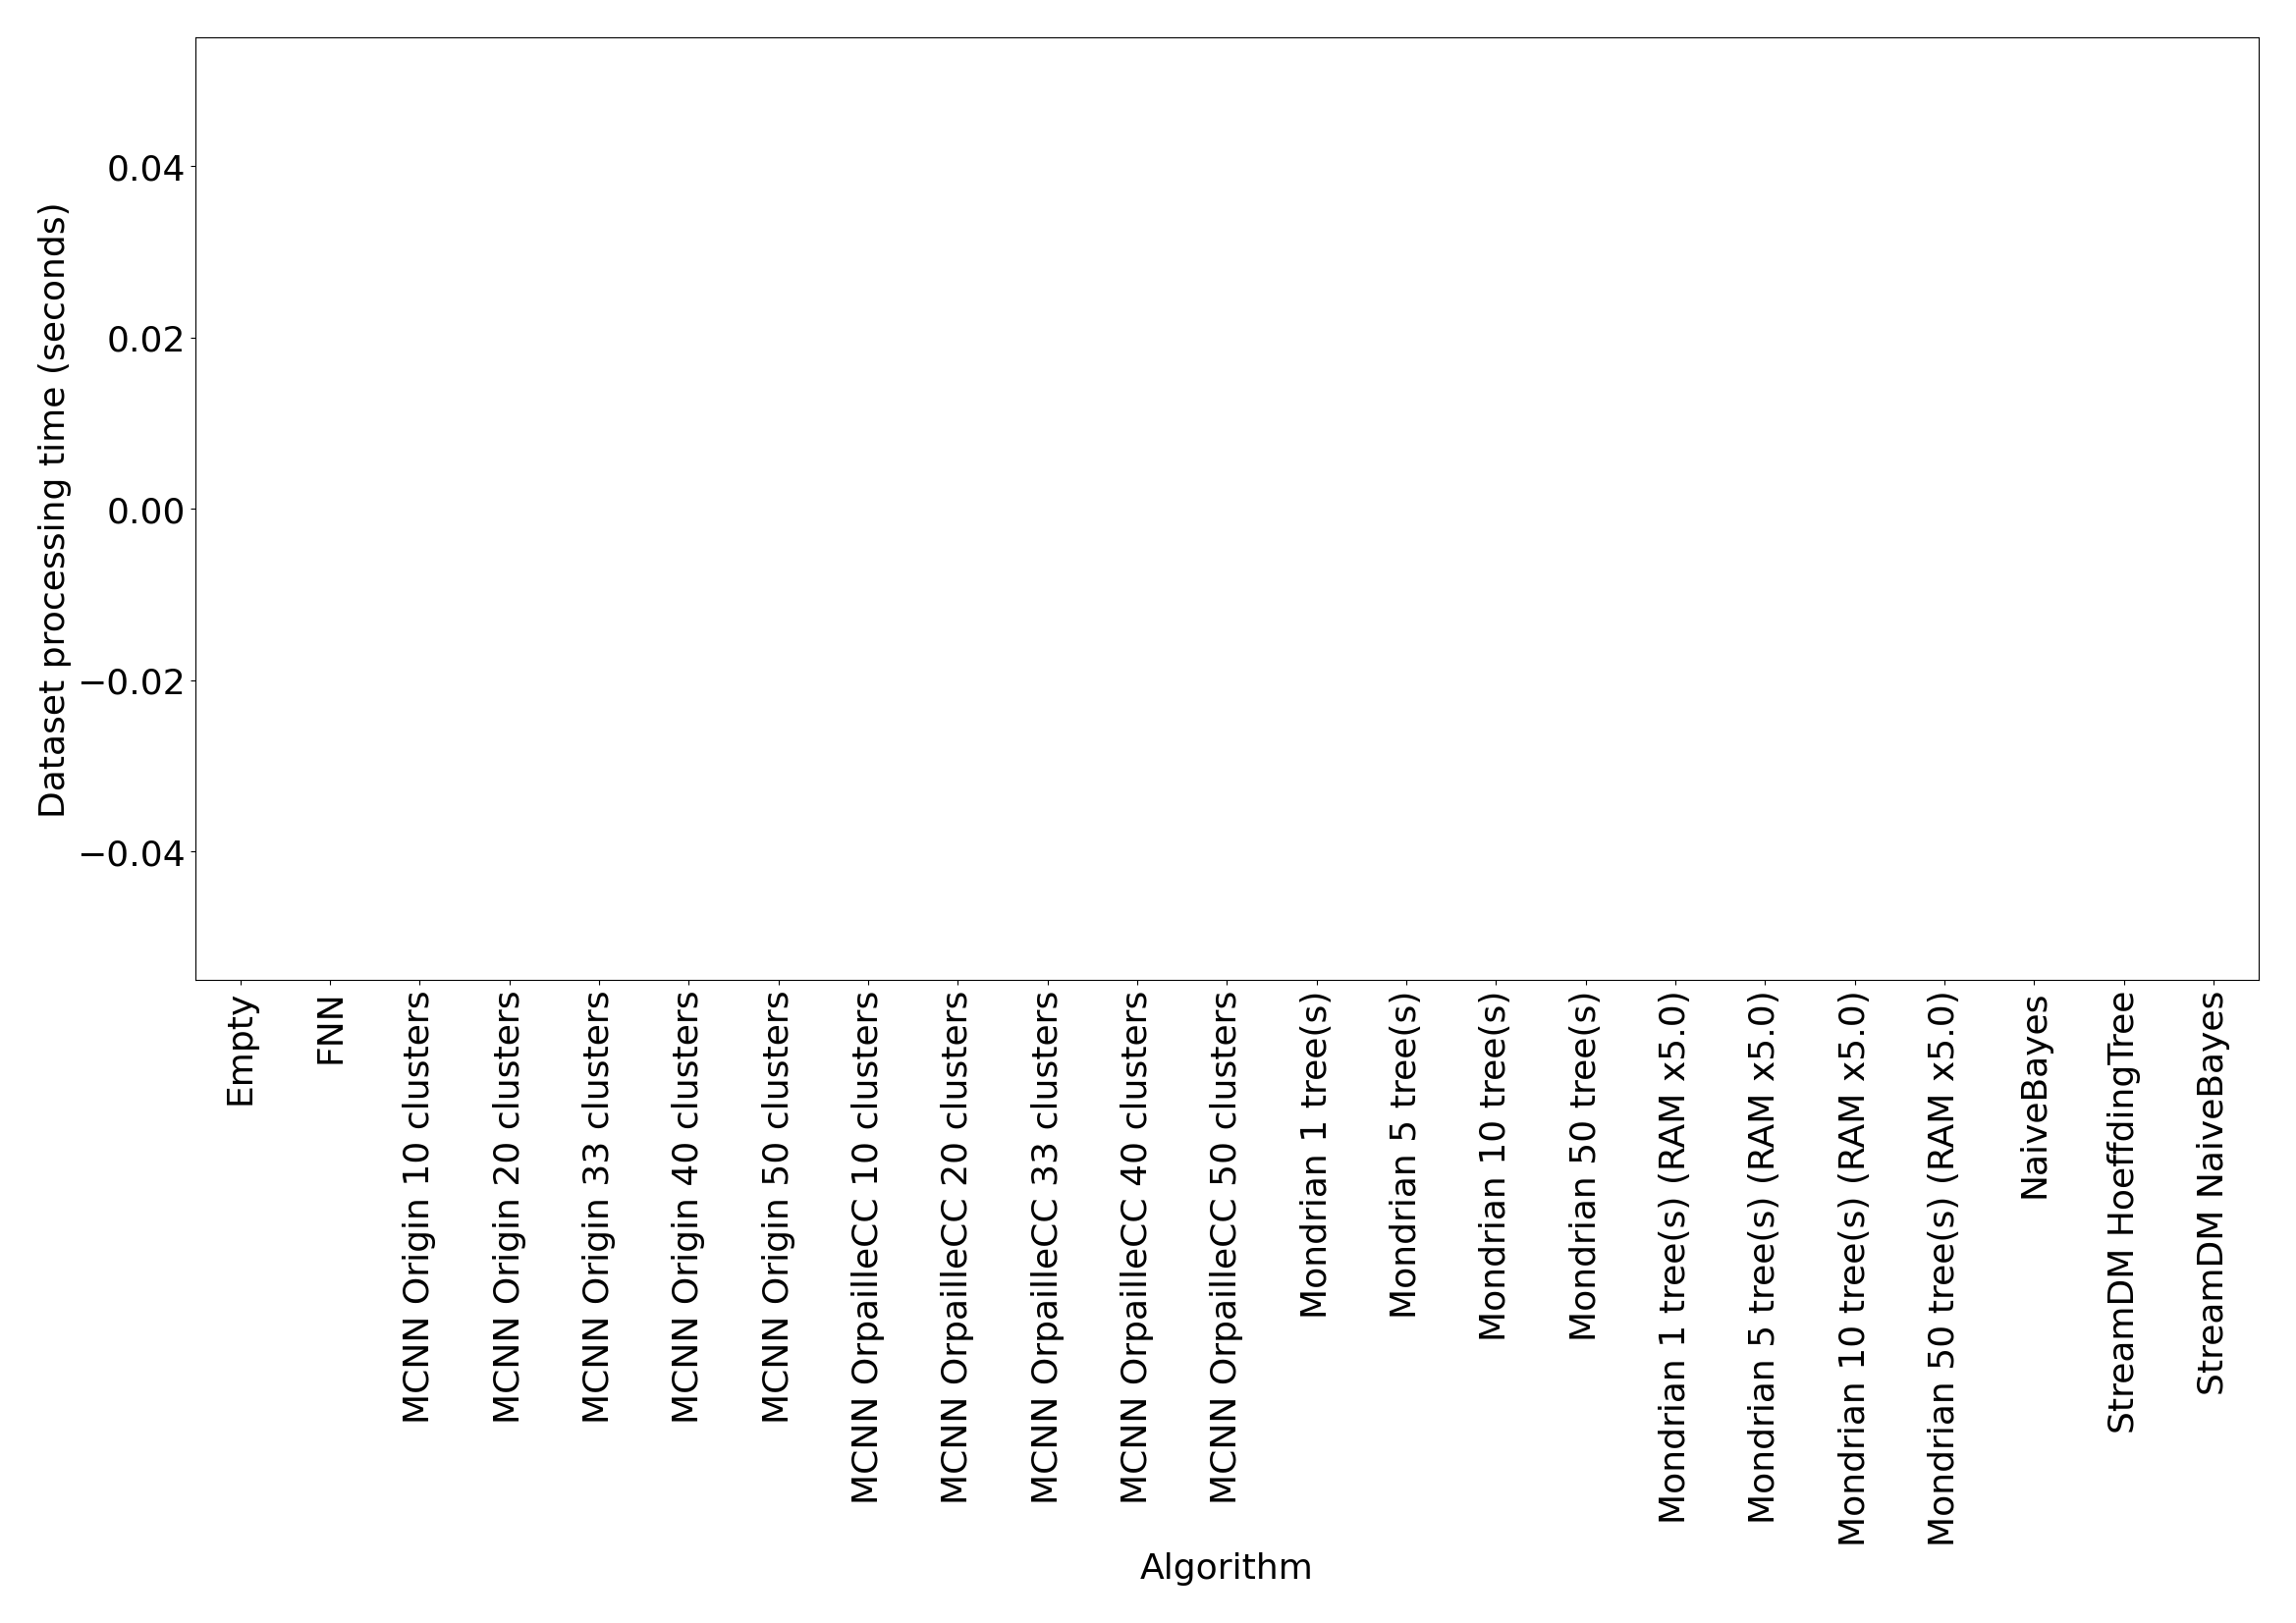 Dataset processing time (seconds)
0.04
0.02
0.00
−0.02
−0.04
Empty
FNN
MCNN Origin 10 clusters
MCNN Origin 20 clusters
MCNN Origin 33 clusters
MCNN Origin 40 clusters
MCNN Origin 50 clusters
MCNN OrpailleCC 10 clusters
MCNN OrpailleCC 20 clusters
MCNN OrpailleCC 33 clusters
MCNN OrpailleCC 40 clusters
MCNN OrpailleCC 50 clusters
Mondrian 1 tree(s)
Mondrian 5 tree(s)
Mondrian 10 tree(s)
Mondrian 50 tree(s)
Mondrian 1 tree(s) (RAM x5.0)
Mondrian 5 tree(s) (RAM x5.0)
Mondrian 10 tree(s) (RAM x5.0)
Mondrian 50 tree(s) (RAM x5.0)
NaiveBayes
StreamDM HoeffdingTree
StreamDM NaiveBayes
Algorithm